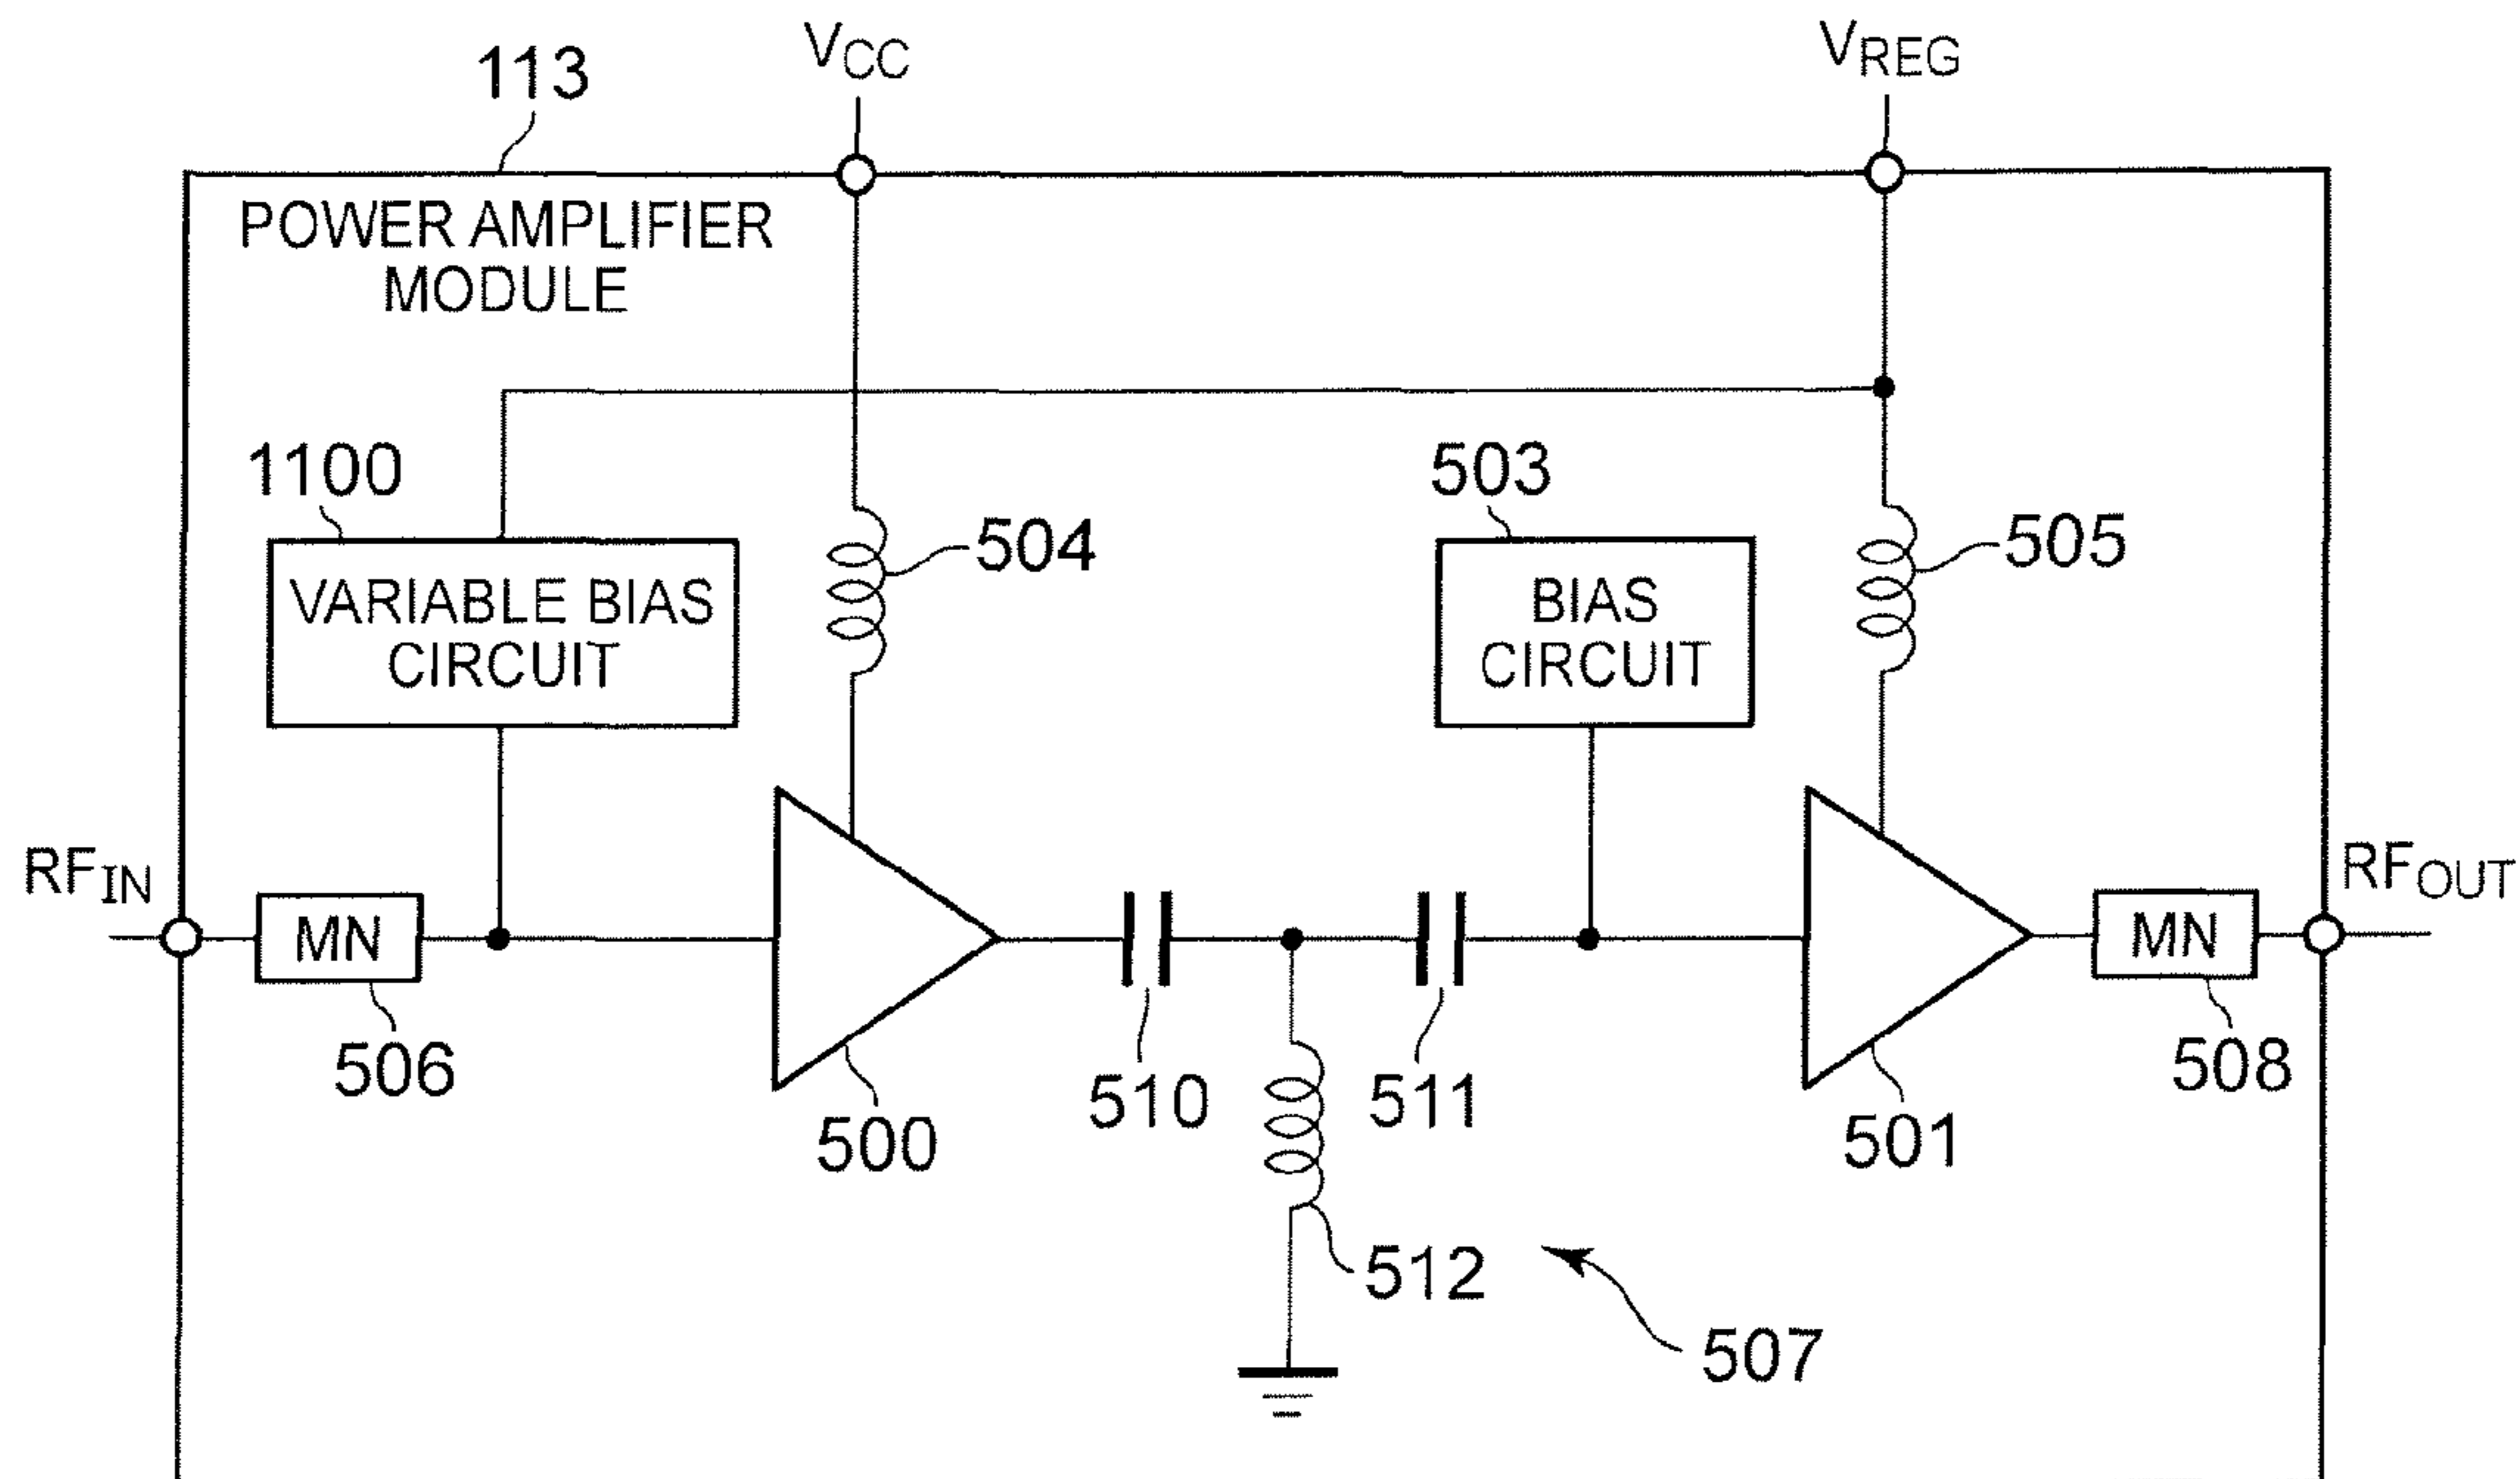 113
VCC
VREG
POWER AMPLIFIER
MODULE
1100
503
504
505
VARIABLE BIAS
CIRCUIT
BIAS
CIRCUIT
RFIN
RFOUT
MN
MN
506
500
510
511
501
508
512
507